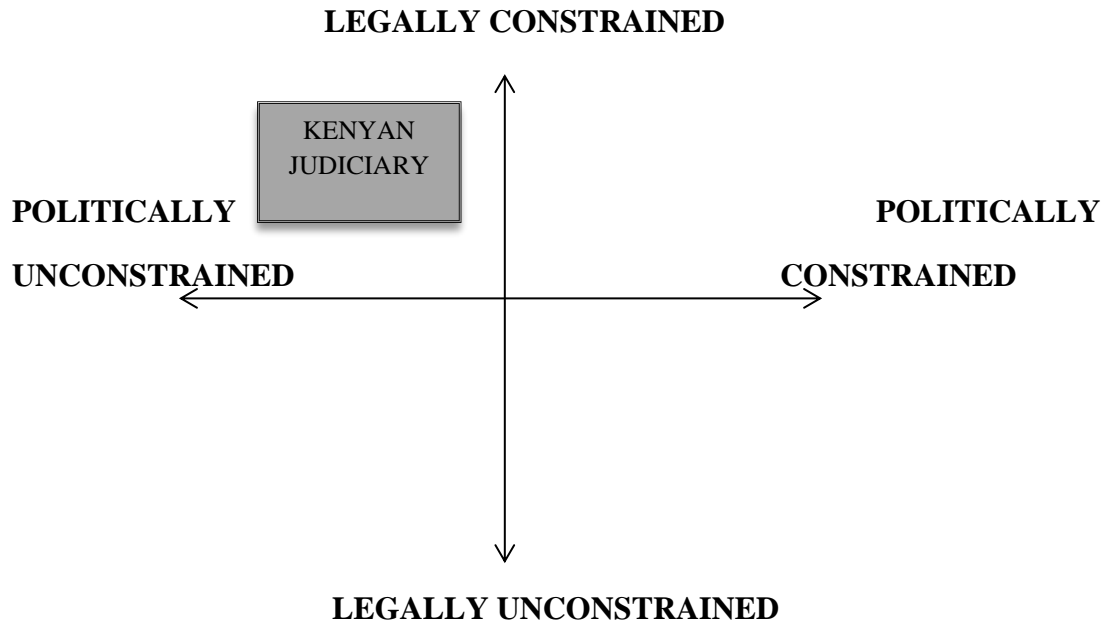 LEGALLY CONSTRAINED
KENYAN
JUDICIARY
POLITICALLY
UNCONSTRAINED
POLITICALLY
CONSTRAINED
LEGALLY UNCONSTRAINED